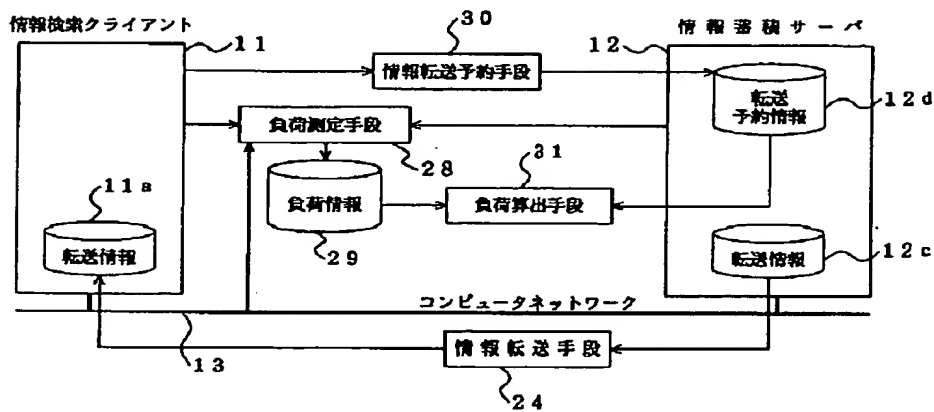 情報検索クライアント
11
30
情報転送予約手段
12
情報蓄積サーバ
転送
予約情報
12d
負荷測定手段
28
負荷情報
29
31
負荷算出手段
11a
転送情報
転送情報
12c
コンピュータネットワーク
13
情報転送手段
24